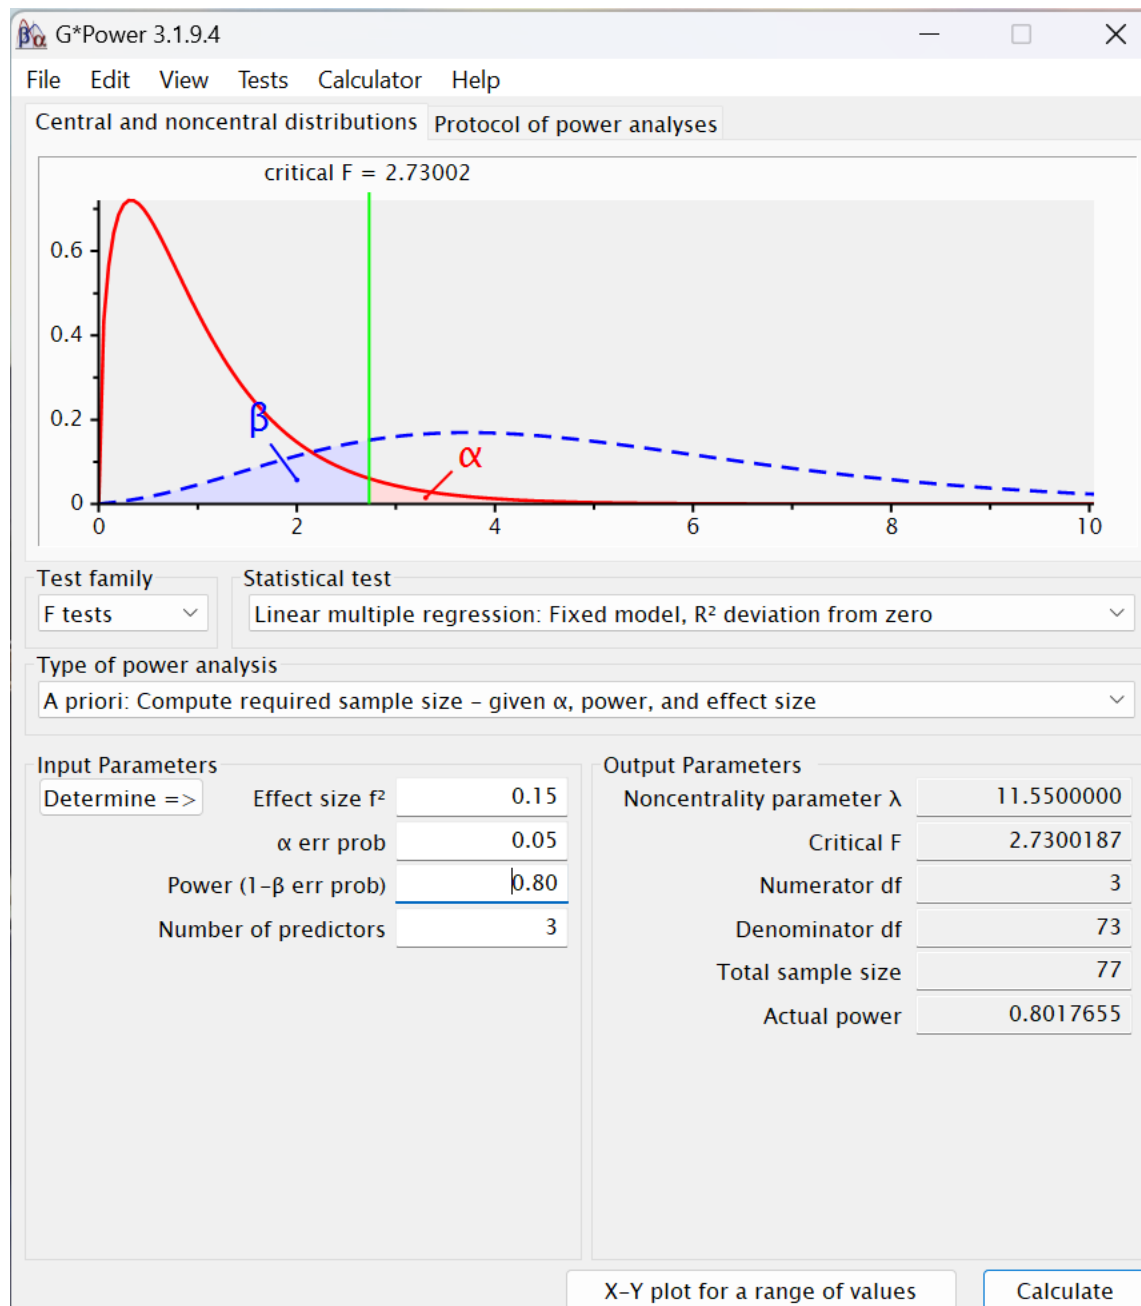 G*Power 3.1.9.4
File Edit View Tests Calculator Help
Central and noncentral distributions Protocol of power analyses
critical F = 2.73002
0.6
0.4
0.2
0
β
α
0 2 4 6 8 10
Test family Statistical test
F tests Linear multiple regression: Fixed model, R² deviation from zero
Type of power analysis
A priori: Compute required sample size – given α, power, and effect size
Input Parameters Output Parameters
Determine => Effect size f² 0.15 Noncentrality parameter λ 11.5500000
α err prob 0.05 Critical F 2.7300187
Power (1–β err prob) 0.80 Numerator df 3
Number of predictors 3 Denominator df 73
Total sample size 77
Actual power 0.8017655
X–Y plot for a range of values Calculate